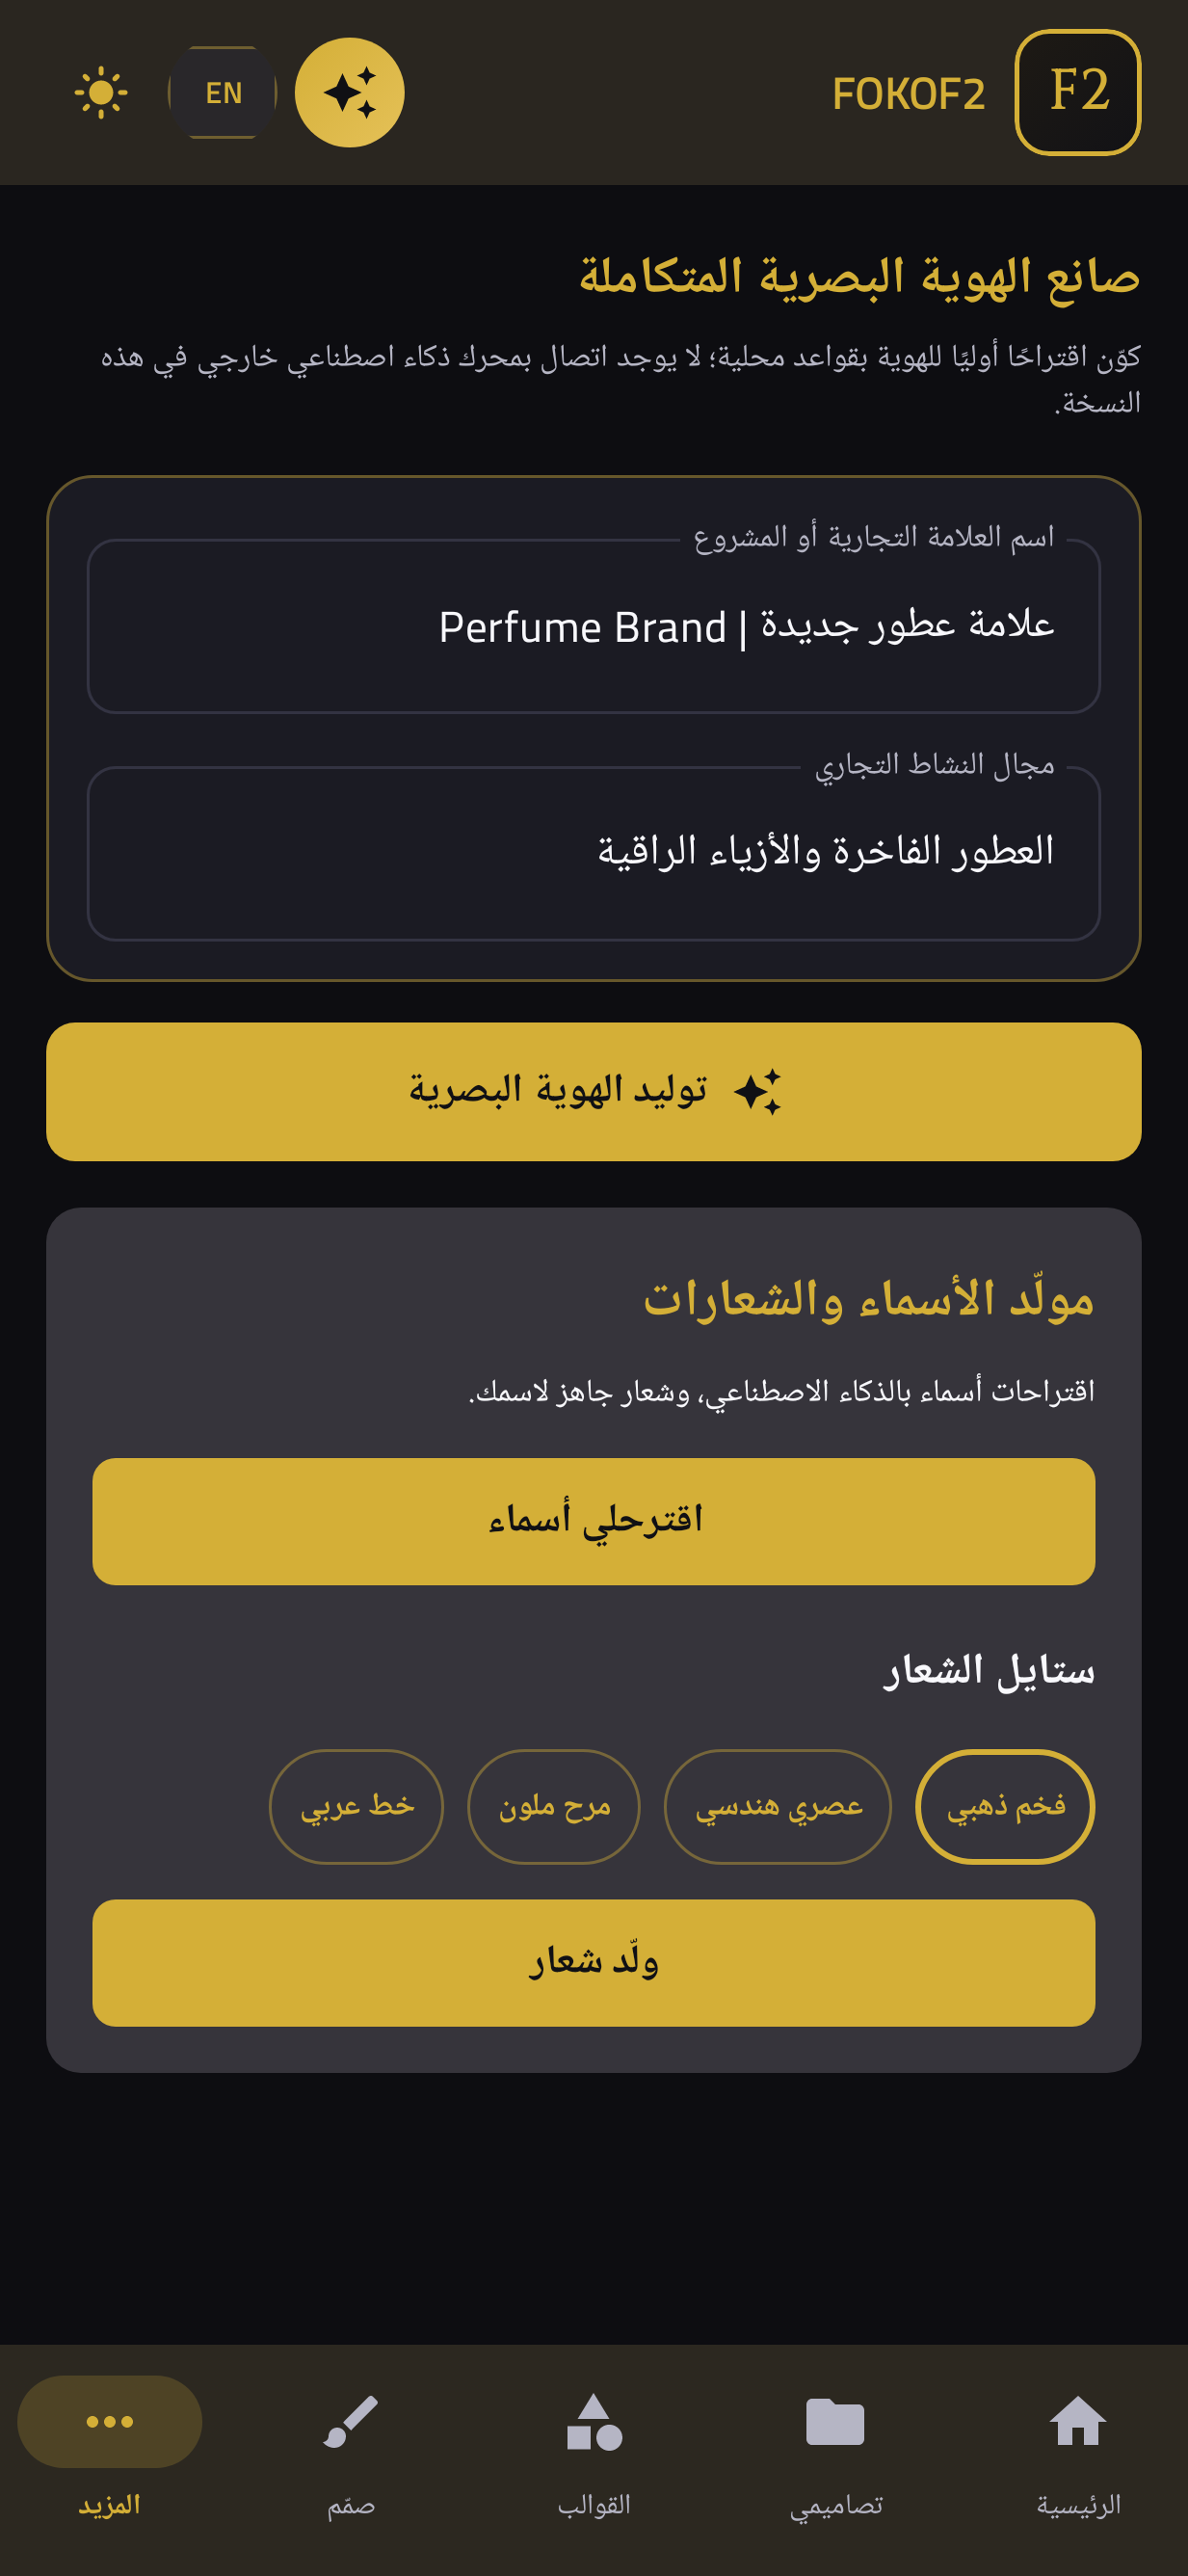 F2
FOKOF2
EN
صانع الهوية البصرية المتكاملة
كوّن اقتراحًا أوليًا للهوية بقواعد محلية؛ لا يوجد اتصال بمحرك ذكاء اصطناعي خارجي في هذه
النسخة.
اسم العلامة التجارية أو المشروع
علامة عطور جديدة | Perfume Brand
مجال النشاط التجاري
العطور الفاخرة والأزياء الراقية
توليد الهوية البصرية
مولّد الأسماء والشعارات
اقتراحات أسماء بالذكاء الاصطناعي، وشعار جاهز لاسمك.
اقترحلي أسماء
ستايل الشعار
فخم ذهبي
عصري هندسي
مرح ملون
خط عربي
ولّد شعار
الرئيسية
تصاميمي
القوالب
صمّم
المزيد